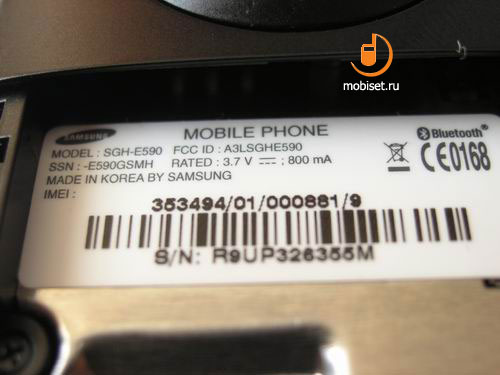 mobiset.ru
SAMSUNG
MOBILE PHONE
MODEL : SGH-E590 FCC ID : A3LSGHE590
SSN : -E590GSMH RATED : 3.7 V ; 800 mA
MADE IN KOREA BY SAMSUNG
IMEI :
Bluetooth®
CE0168
353494/01/000881/9
S/N: R9UP326355M